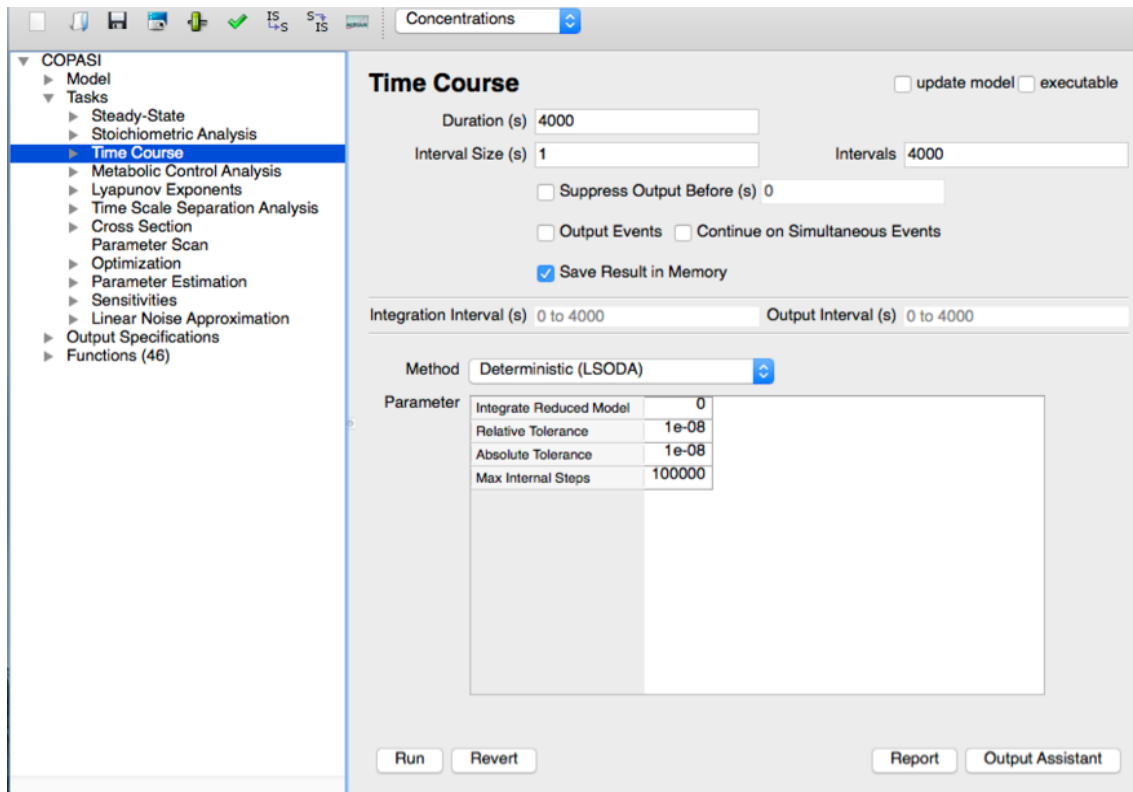 IS S
S IS
Concentrations
COPASI
Model
Tasks
Steady-State
Stoichiometric Analysis
Time Course
Metabolic Control Analysis
Lyapunov Exponents
Time Scale Separation Analysis
Cross Section
Parameter Scan
Optimization
Parameter Estimation
Sensitivities
Linear Noise Approximation
Output Specifications
Functions (46)
Time Course
update model executable
Duration (s) 4000
Interval Size (s) 1 Intervals 4000
Suppress Output Before (s) 0
Output Events Continue on Simultaneous Events
Save Result in Memory
Integration Interval (s) 0 to 4000 Output Interval (s) 0 to 4000
Method Deterministic (LSODA)
Parameter
Integrate Reduced Model 0
Relative Tolerance 1e-08
Absolute Tolerance 1e-08
Max Internal Steps 100000
Run Revert Report Output Assistant